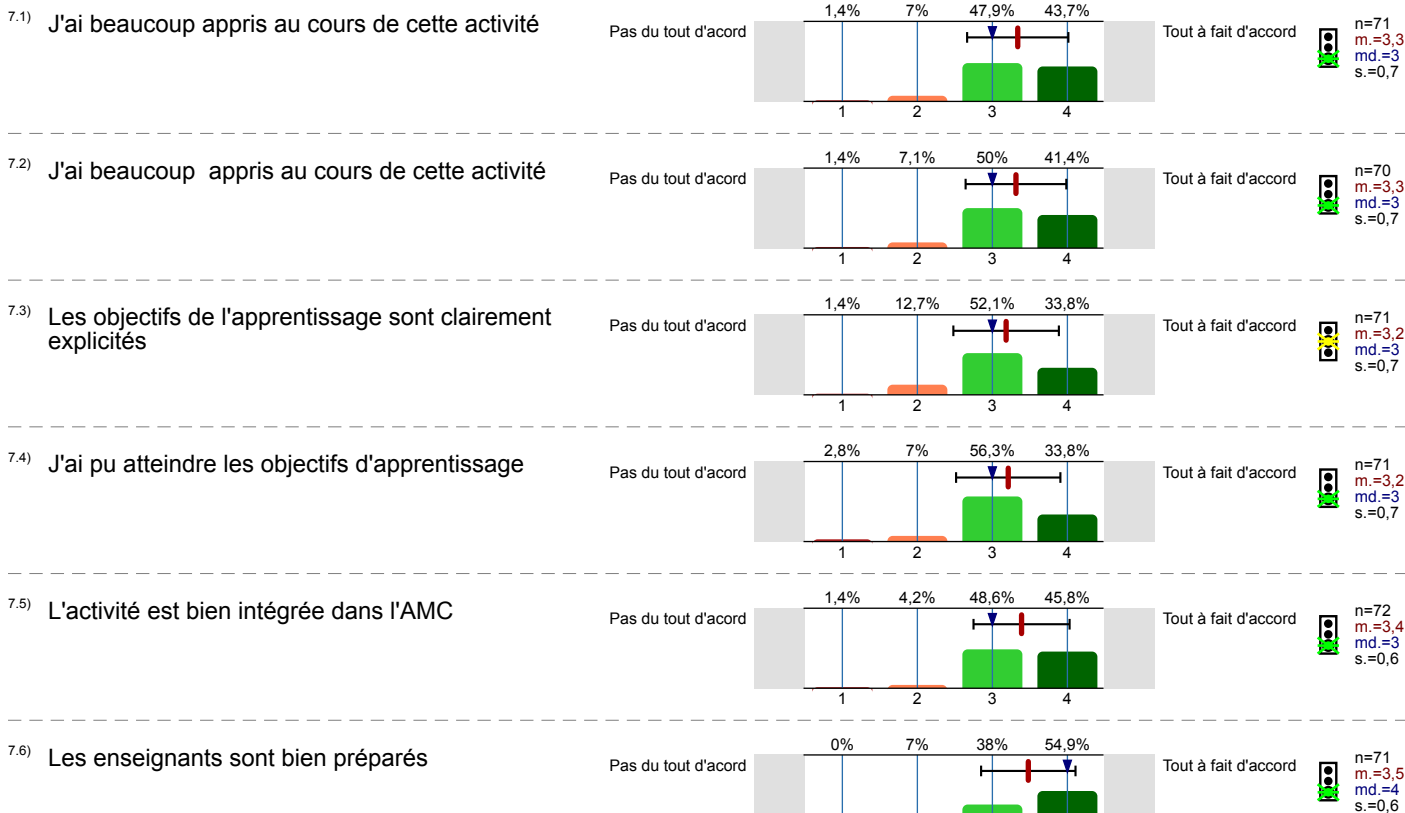 7.1) J'ai beaucoup appris au cours de cette activité
Pas du tout d'acord
1,4% 7% 47,9% 43,7%
1 2 3 4
Tout à fait d'accord
n=71
m.=3,3
md.=3
s.=0,7
7.2) J'ai beaucoup appris au cours de cette activité
Pas du tout d'acord
1,4% 7,1% 50% 41,4%
1 2 3 4
Tout à fait d'accord
n=70
m.=3,3
md.=3
s.=0,7
7.3) Les objectifs de l'apprentissage sont clairement
explicités
Pas du tout d'acord
1,4% 12,7% 52,1% 33,8%
1 2 3 4
Tout à fait d'accord
n=71
m.=3,2
md.=3
s.=0,7
7.4) J'ai pu atteindre les objectifs d'apprentissage
Pas du tout d'acord
2,8% 7% 56,3% 33,8%
1 2 3 4
Tout à fait d'accord
n=71
m.=3,2
md.=3
s.=0,7
7.5) L'activité est bien intégrée dans l'AMC
Pas du tout d'acord
1,4% 4,2% 48,6% 45,8%
1 2 3 4
Tout à fait d'accord
n=72
m.=3,4
md.=3
s.=0,6
7.6) Les enseignants sont bien préparés
Pas du tout d'acord
0% 7% 38% 54,9%
Tout à fait d'accord
n=71
m.=3,5
md.=4
s.=0,6